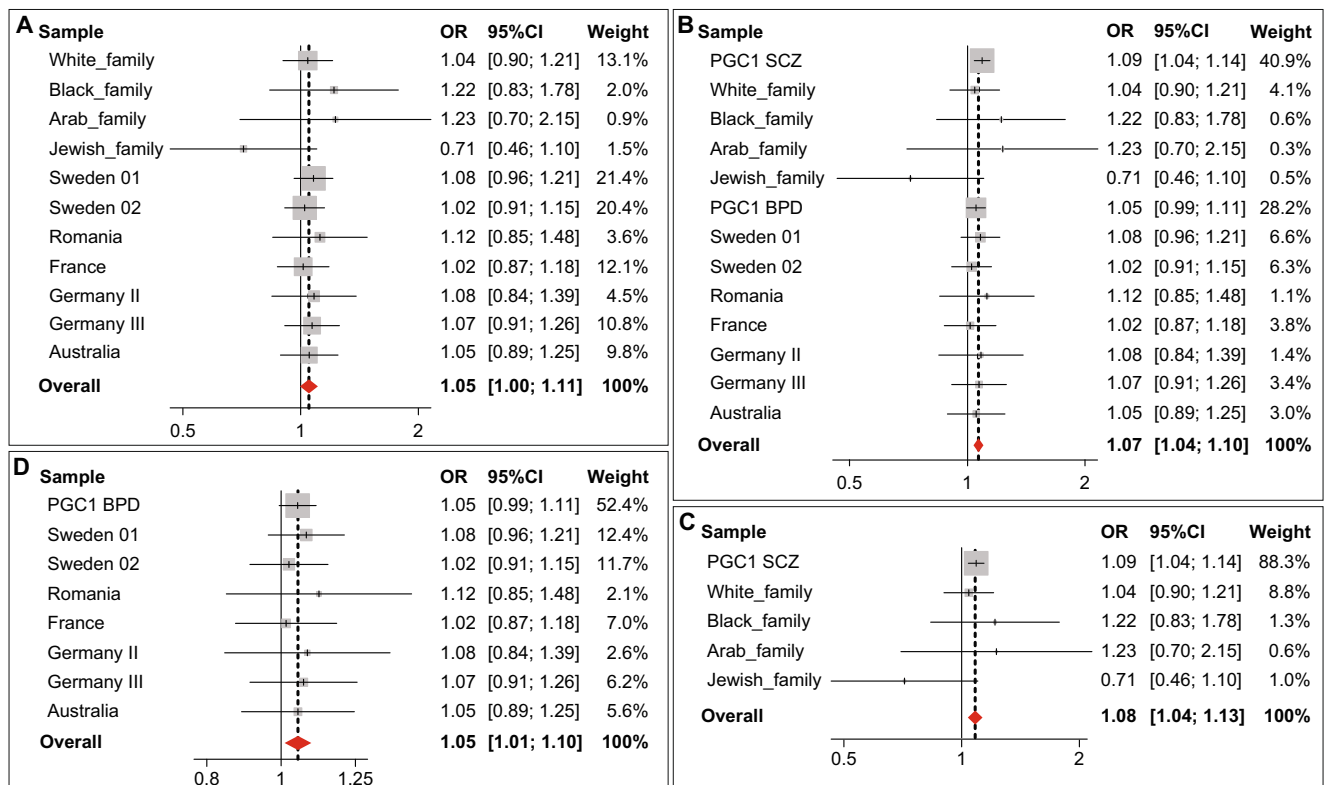 A Sample OR 95%CI Weight
White_family 1.04 [0.90; 1.21] 13.1%
Black_family 1.22 [0.83; 1.78] 2.0%
Arab_family 1.23 [0.70; 2.15] 0.9%
Jewish_family 0.71 [0.46; 1.10] 1.5%
Sweden 01 1.08 [0.96; 1.21] 21.4%
Sweden 02 1.02 [0.91; 1.15] 20.4%
Romania 1.12 [0.85; 1.48] 3.6%
France 1.02 [0.87; 1.18] 12.1%
Germany II 1.08 [0.84; 1.39] 4.5%
Germany III 1.07 [0.91; 1.26] 10.8%
Australia 1.05 [0.89; 1.25] 9.8%
Overall 1.05 [1.00; 1.11] 100%
0.5 1 2
B Sample OR 95%CI Weight
PGC1 SCZ 1.09 [1.04; 1.14] 40.9%
White_family 1.04 [0.90; 1.21] 4.1%
Black_family 1.22 [0.83; 1.78] 0.6%
Arab_family 1.23 [0.70; 2.15] 0.3%
Jewish_family 0.71 [0.46; 1.10] 0.5%
PGC1 BPD 1.05 [0.99; 1.11] 28.2%
Sweden 01 1.08 [0.96; 1.21] 6.6%
Sweden 02 1.02 [0.91; 1.15] 6.3%
Romania 1.12 [0.85; 1.48] 1.1%
France 1.02 [0.87; 1.18] 3.8%
Germany II 1.08 [0.84; 1.39] 1.4%
Germany III 1.07 [0.91; 1.26] 3.4%
Australia 1.05 [0.89; 1.25] 3.0%
Overall 1.07 [1.04; 1.10] 100%
0.5 1 2
D Sample OR 95%CI Weight
PGC1 BPD 1.05 [0.99; 1.11] 52.4%
Sweden 01 1.08 [0.96; 1.21] 12.4%
Sweden 02 1.02 [0.91; 1.15] 11.7%
Romania 1.12 [0.85; 1.48] 2.1%
France 1.02 [0.87; 1.18] 7.0%
Germany II 1.08 [0.84; 1.39] 2.6%
Germany III 1.07 [0.91; 1.26] 6.2%
Australia 1.05 [0.89; 1.25] 5.6%
Overall 1.05 [1.01; 1.10] 100%
0.8 1 1.25
C Sample OR 95%CI Weight
PGC1 SCZ 1.09 [1.04; 1.14] 88.3%
White_family 1.04 [0.90; 1.21] 8.8%
Black_family 1.22 [0.83; 1.78] 1.3%
Arab_family 1.23 [0.70; 2.15] 0.6%
Jewish_family 0.71 [0.46; 1.10] 1.0%
Overall 1.08 [1.04; 1.13] 100%
0.5 1 2